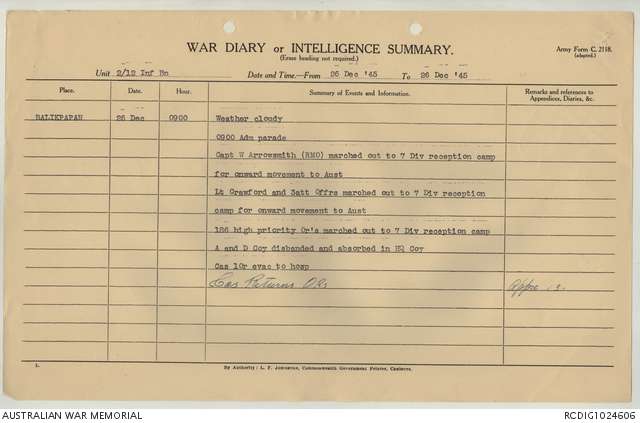 WAR DIARY or INTELLIGENCE SUMMARY.
(Erase heading not required.)
Army Form C. 2118.
(adapted.)
Unit 2/12 Inf Bn Date and Time.—From 26 Dec '45 To 26 Dec '45
Place. Date. Hour. Summary of Events and Information. Remarks and references to Appendices, Diaries, &c.
BALIKPAPAN 26 Dec 0900 Weather cloudy
0900 Adm parade
Capt W Arrowsmith (RMO) marched out to 7 Div reception camp
for onward movement to Aust
Lt Crawford and 2att Offrs marched out to 7 Div reception
camp for onward movement to Aust
186 high priority Or's marched out to 7 Div reception camp
A and D Coy disbanded and absorbed in HQ Coy
Cas 1Or evac to hosp
Cas Returns ORs
1. By Authority: L. F. Johnston, Commonwealth Government Printer, Canberra.
AUSTRALIAN WAR MEMORIAL RCDIG1024606